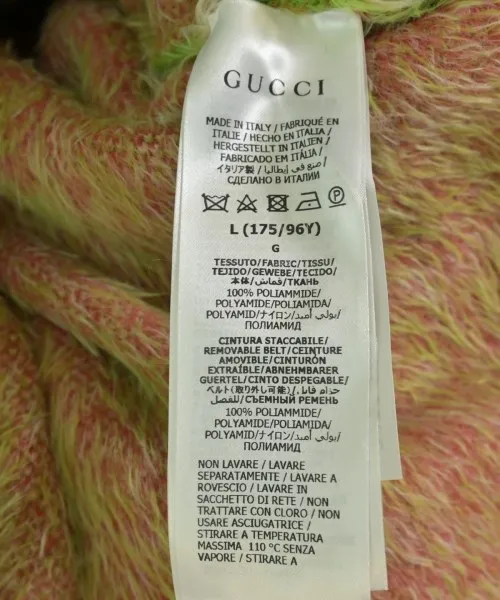 GUCCI
MADE IN ITALY / FABRIQUÉ EN
ITALIE / HECHO EN ITALIA /
HERGESTELLT IN ITALIEN /
FABRICADO EM ITÁLIA /
イタリア製 / صنع في إيطاليا /
СДЕЛАНО В ИТАЛИИ
P
L (175/96Y)
G
TESSUTO/FABRIC/TISSU/
TEJIDO/GEWEBE/TECIDO/
本体/قماش/ТКАНЬ
100% POLIAMMIDE/
POLYAMIDE/POLIAMIDA/
POLYAMID/ナイロン/بولي أميد/
ПОЛИАМИД
CINTURA STACCABILE/
REMOVABLE BELT/CEINTURE
AMOVIBLE/CINTURÓN
EXTRAÍBLE/ABNEHMBARER
GUERTEL/CINTO DESPEGABLE/
ベルト(取り外し可能)/حزام قابل
للفصل/СЪЕМНЫЙ РЕМЕНЬ
100% POLIAMMIDE/
POLYAMIDE/POLIAMIDA/
POLYAMID/ナイロン/بولي أميد/
ПОЛИАМИД
NON LAVARE / LAVARE
SEPARATAMENTE / LAVARE A
ROVESCIO / LAVARE IN
SACCHETTO DI RETE / NON
TRATTARE CON CLORO / NON
USARE ASCIUGATRICE /
STIRARE A TEMPERATURA
MASSIMA 110 °C SENZA
VAPORE / STIRARE A